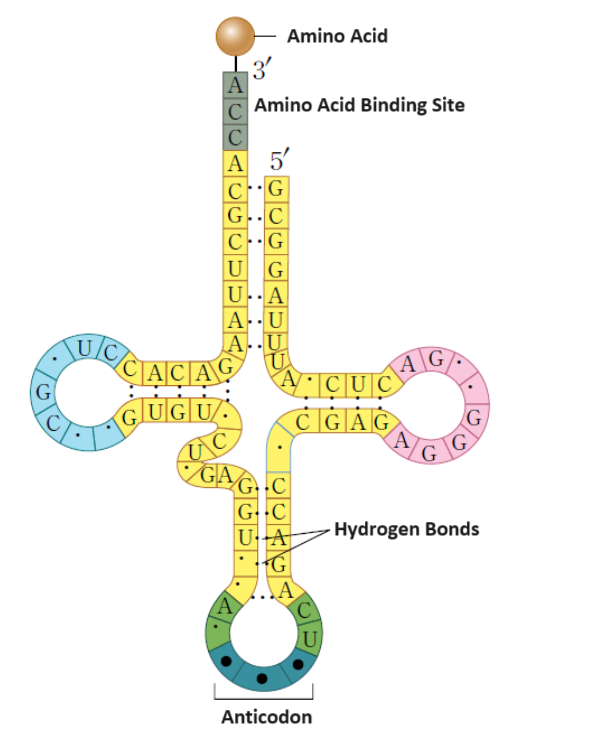 Amino Acid
3′
A
C
C
Amino Acid Binding Site
5′
A
C
G
C
U
U
A
A
G
G
C
G
G
A
U
U
U
A · C U C
A G · · G G G A
C G A G
· U C
G
C · ·
C A C A
G U G U ·
C
U
· G A G
G
U
·
·
·
C
C
A
G
A
Hydrogen Bonds
A
·
C
U
Anticodon